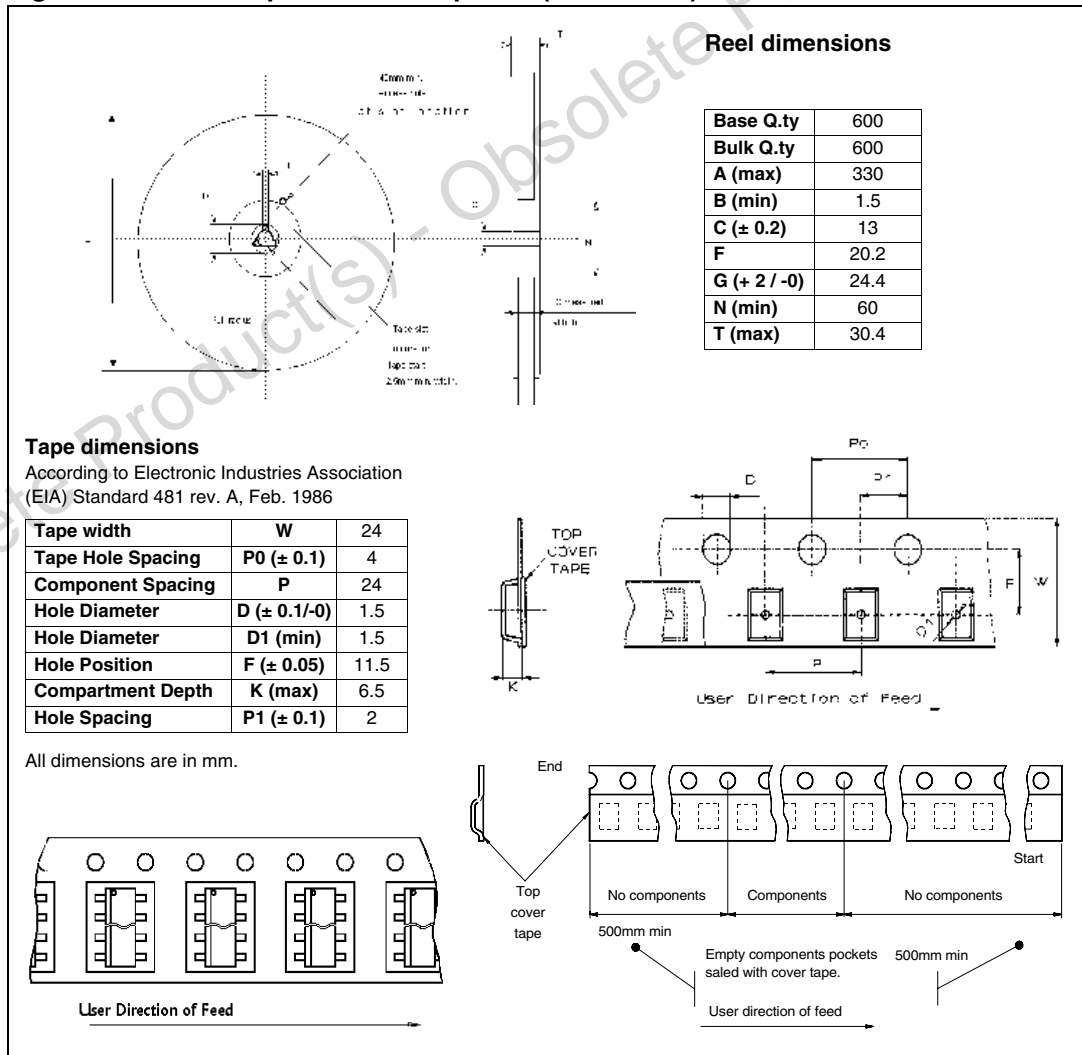 Reel dimensions
Base Q.ty 600
Bulk Q.ty 600
A (max) 330
B (min) 1.5
C (± 0.2) 13
F 20.2
G (+ 2 / -0) 24.4
N (min) 60
T (max) 30.4
T
N
Tape slot
Tape dimensions
According to Electronic Industries Association
(EIA) Standard 481 rev. A, Feb. 1986
Tape width W 24
Tape Hole Spacing P0 (± 0.1) 4
Component Spacing P 24
Hole Diameter D (± 0.1/-0) 1.5
Hole Diameter D1 (min) 1.5
Hole Position F (± 0.05) 11.5
Compartment Depth K (max) 6.5
Hole Spacing P1 (± 0.1) 2
All dimensions are in mm.
P0
D
TOP
COVER
TAPE
F
W
D1
K
P
User Direction of Feed
End
Start
Top
cover
tape
No components
Components
No components
500mm min
Empty components pockets
saled with cover tape.
500mm min
User direction of feed
User Direction of Feed
Obsolete Product(s) - Obsolete